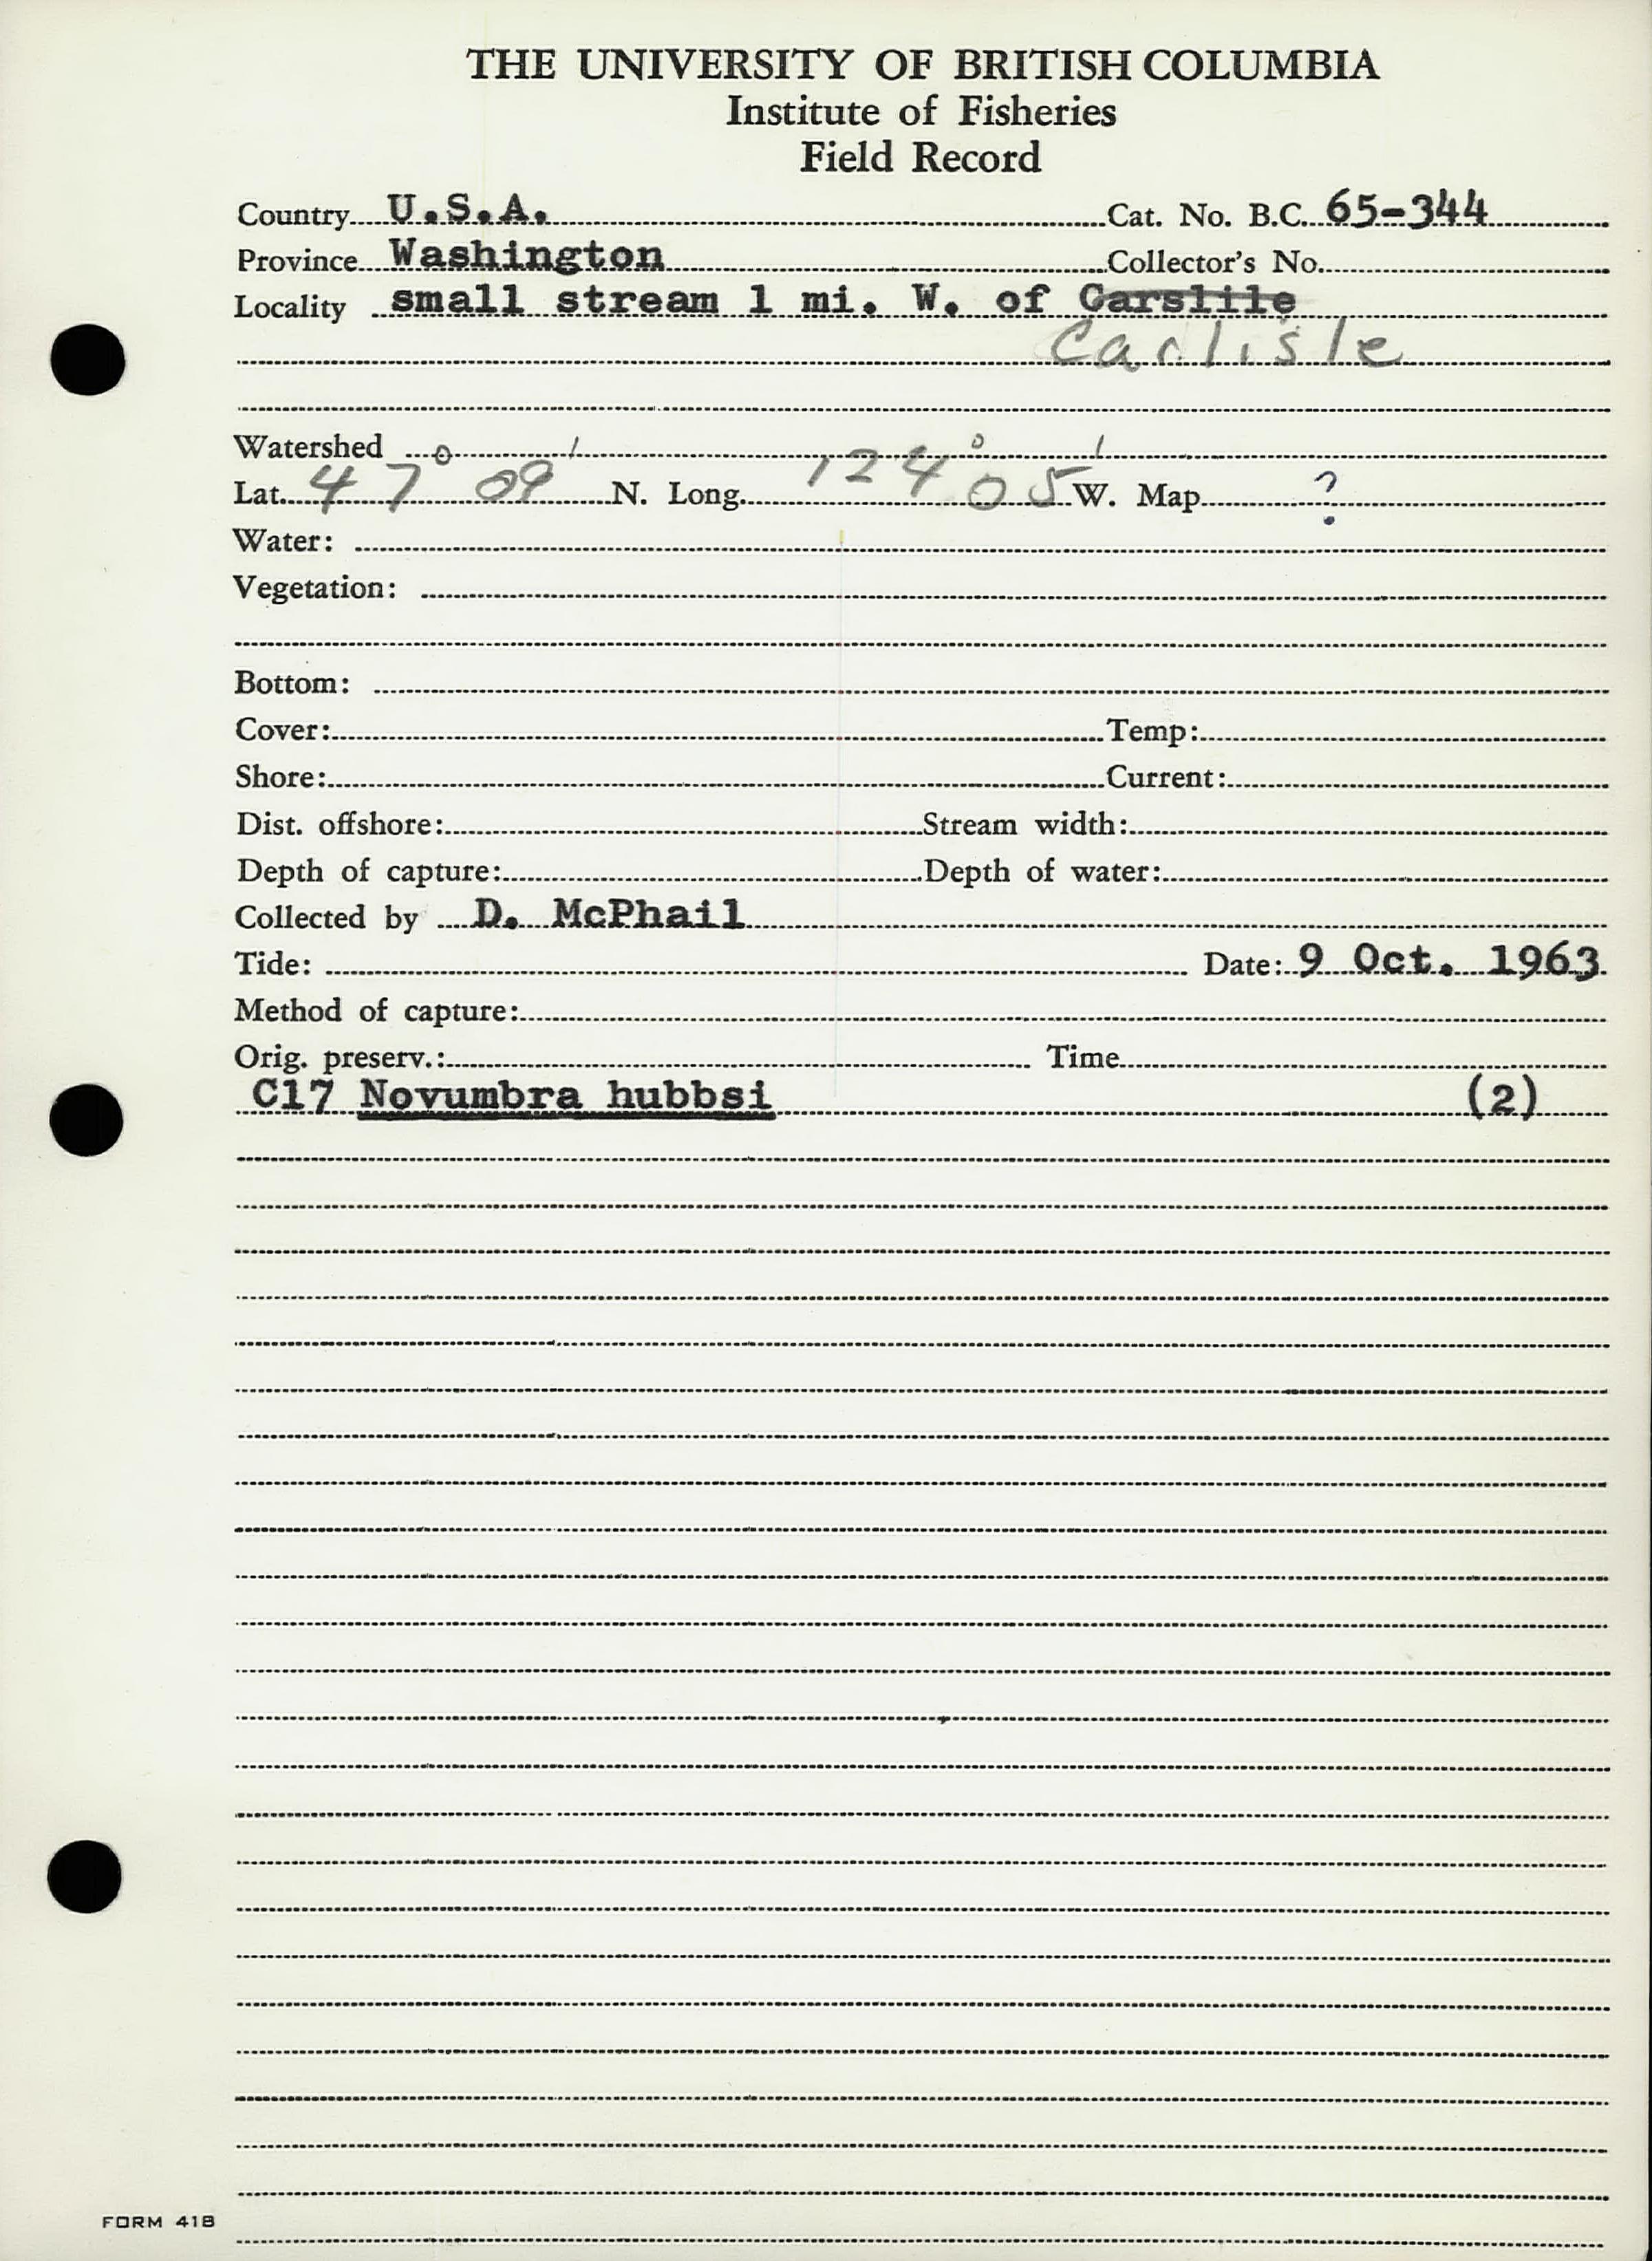 THE UNIVERSITY OF BRITISH COLUMBIA
Institute of Fisheries
Field Record
Country U.S.A. Cat. No. B.C. 65-344
Province Washington Collector's No.
Locality small stream 1 mi. W. of Carslile
Carlisle
Watershed
Lat. 47° 09' N. Long. 124° 05' W. Map ?
Water:
Vegetation:
Bottom:
Cover: Temp:
Shore: Current:
Dist. offshore: Stream width:
Depth of capture: Depth of water:
Collected by D. McPhail
Tide: Date: 9 Oct. 1963
Method of capture:
Orig. preserv.: Time
C17 Novumbra hubbsi (2)
FORM 41B